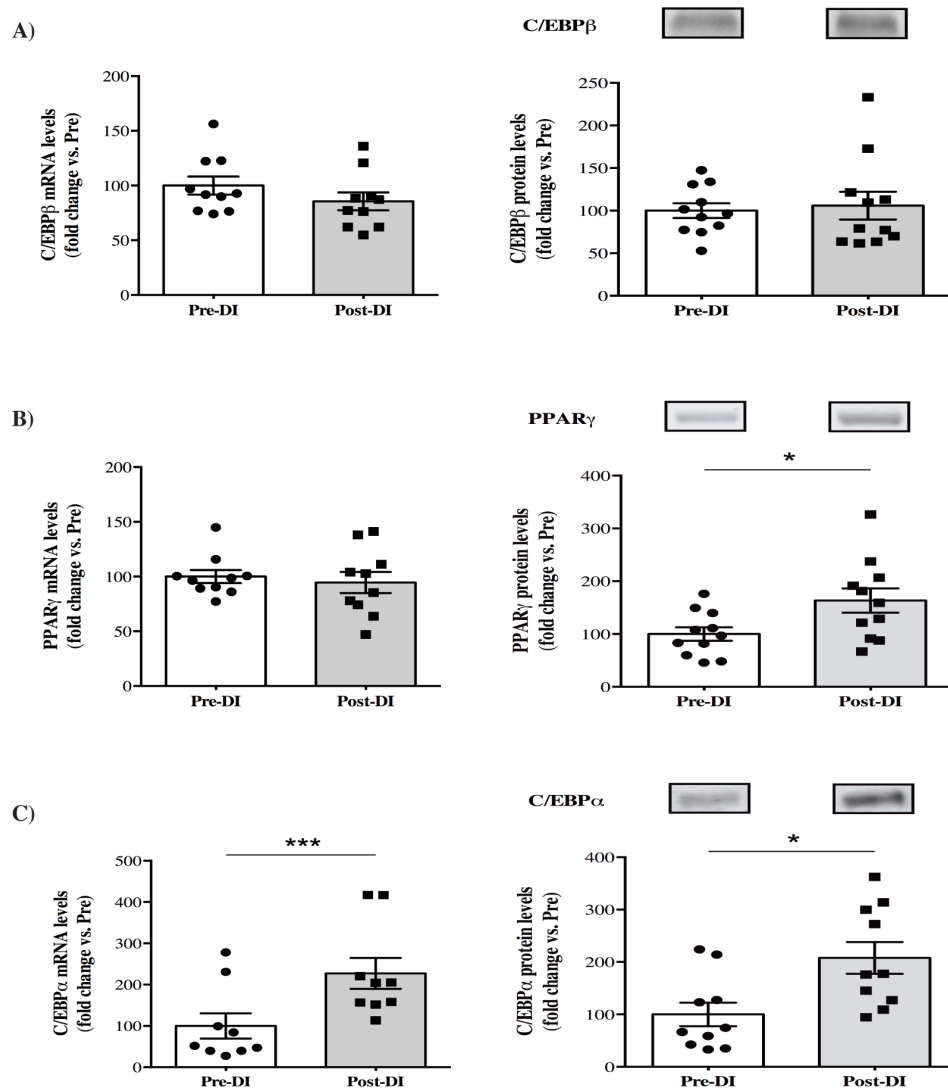 A)
C/EBPβ mRNA levels
(fold change vs. Pre)
200
150
100
50
0
Pre-DI
Post-DI
C/EBPβ
C/EBPβ protein levels
(fold change vs. Pre)
250
200
150
100
50
0
Pre-DI
Post-DI
B)
PPARγ mRNA levels
(fold change vs. Pre)
200
150
100
50
0
Pre-DI
Post-DI
PPARγ
*
PPARγ protein levels
(fold change vs. Pre)
400
300
200
100
0
Pre-DI
Post-DI
C)
***
C/EBPα mRNA levels
(fold change vs. Pre)
500
400
300
200
100
0
Pre-DI
Post-DI
C/EBPα
*
C/EBPα protein levels
(fold change vs. Pre)
400
300
200
100
0
Pre-DI
Post-DI